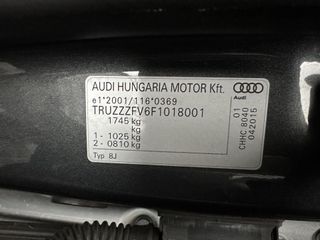 AUDI HUNGARIA MOTOR Kft.
e1*2001/116*0369
TRUZZZFV6F1018001
1745 kg
kg
1 - 1025 kg
2 - 0810 kg
Typ 8J
Audi
01
CHHC 8040
042015